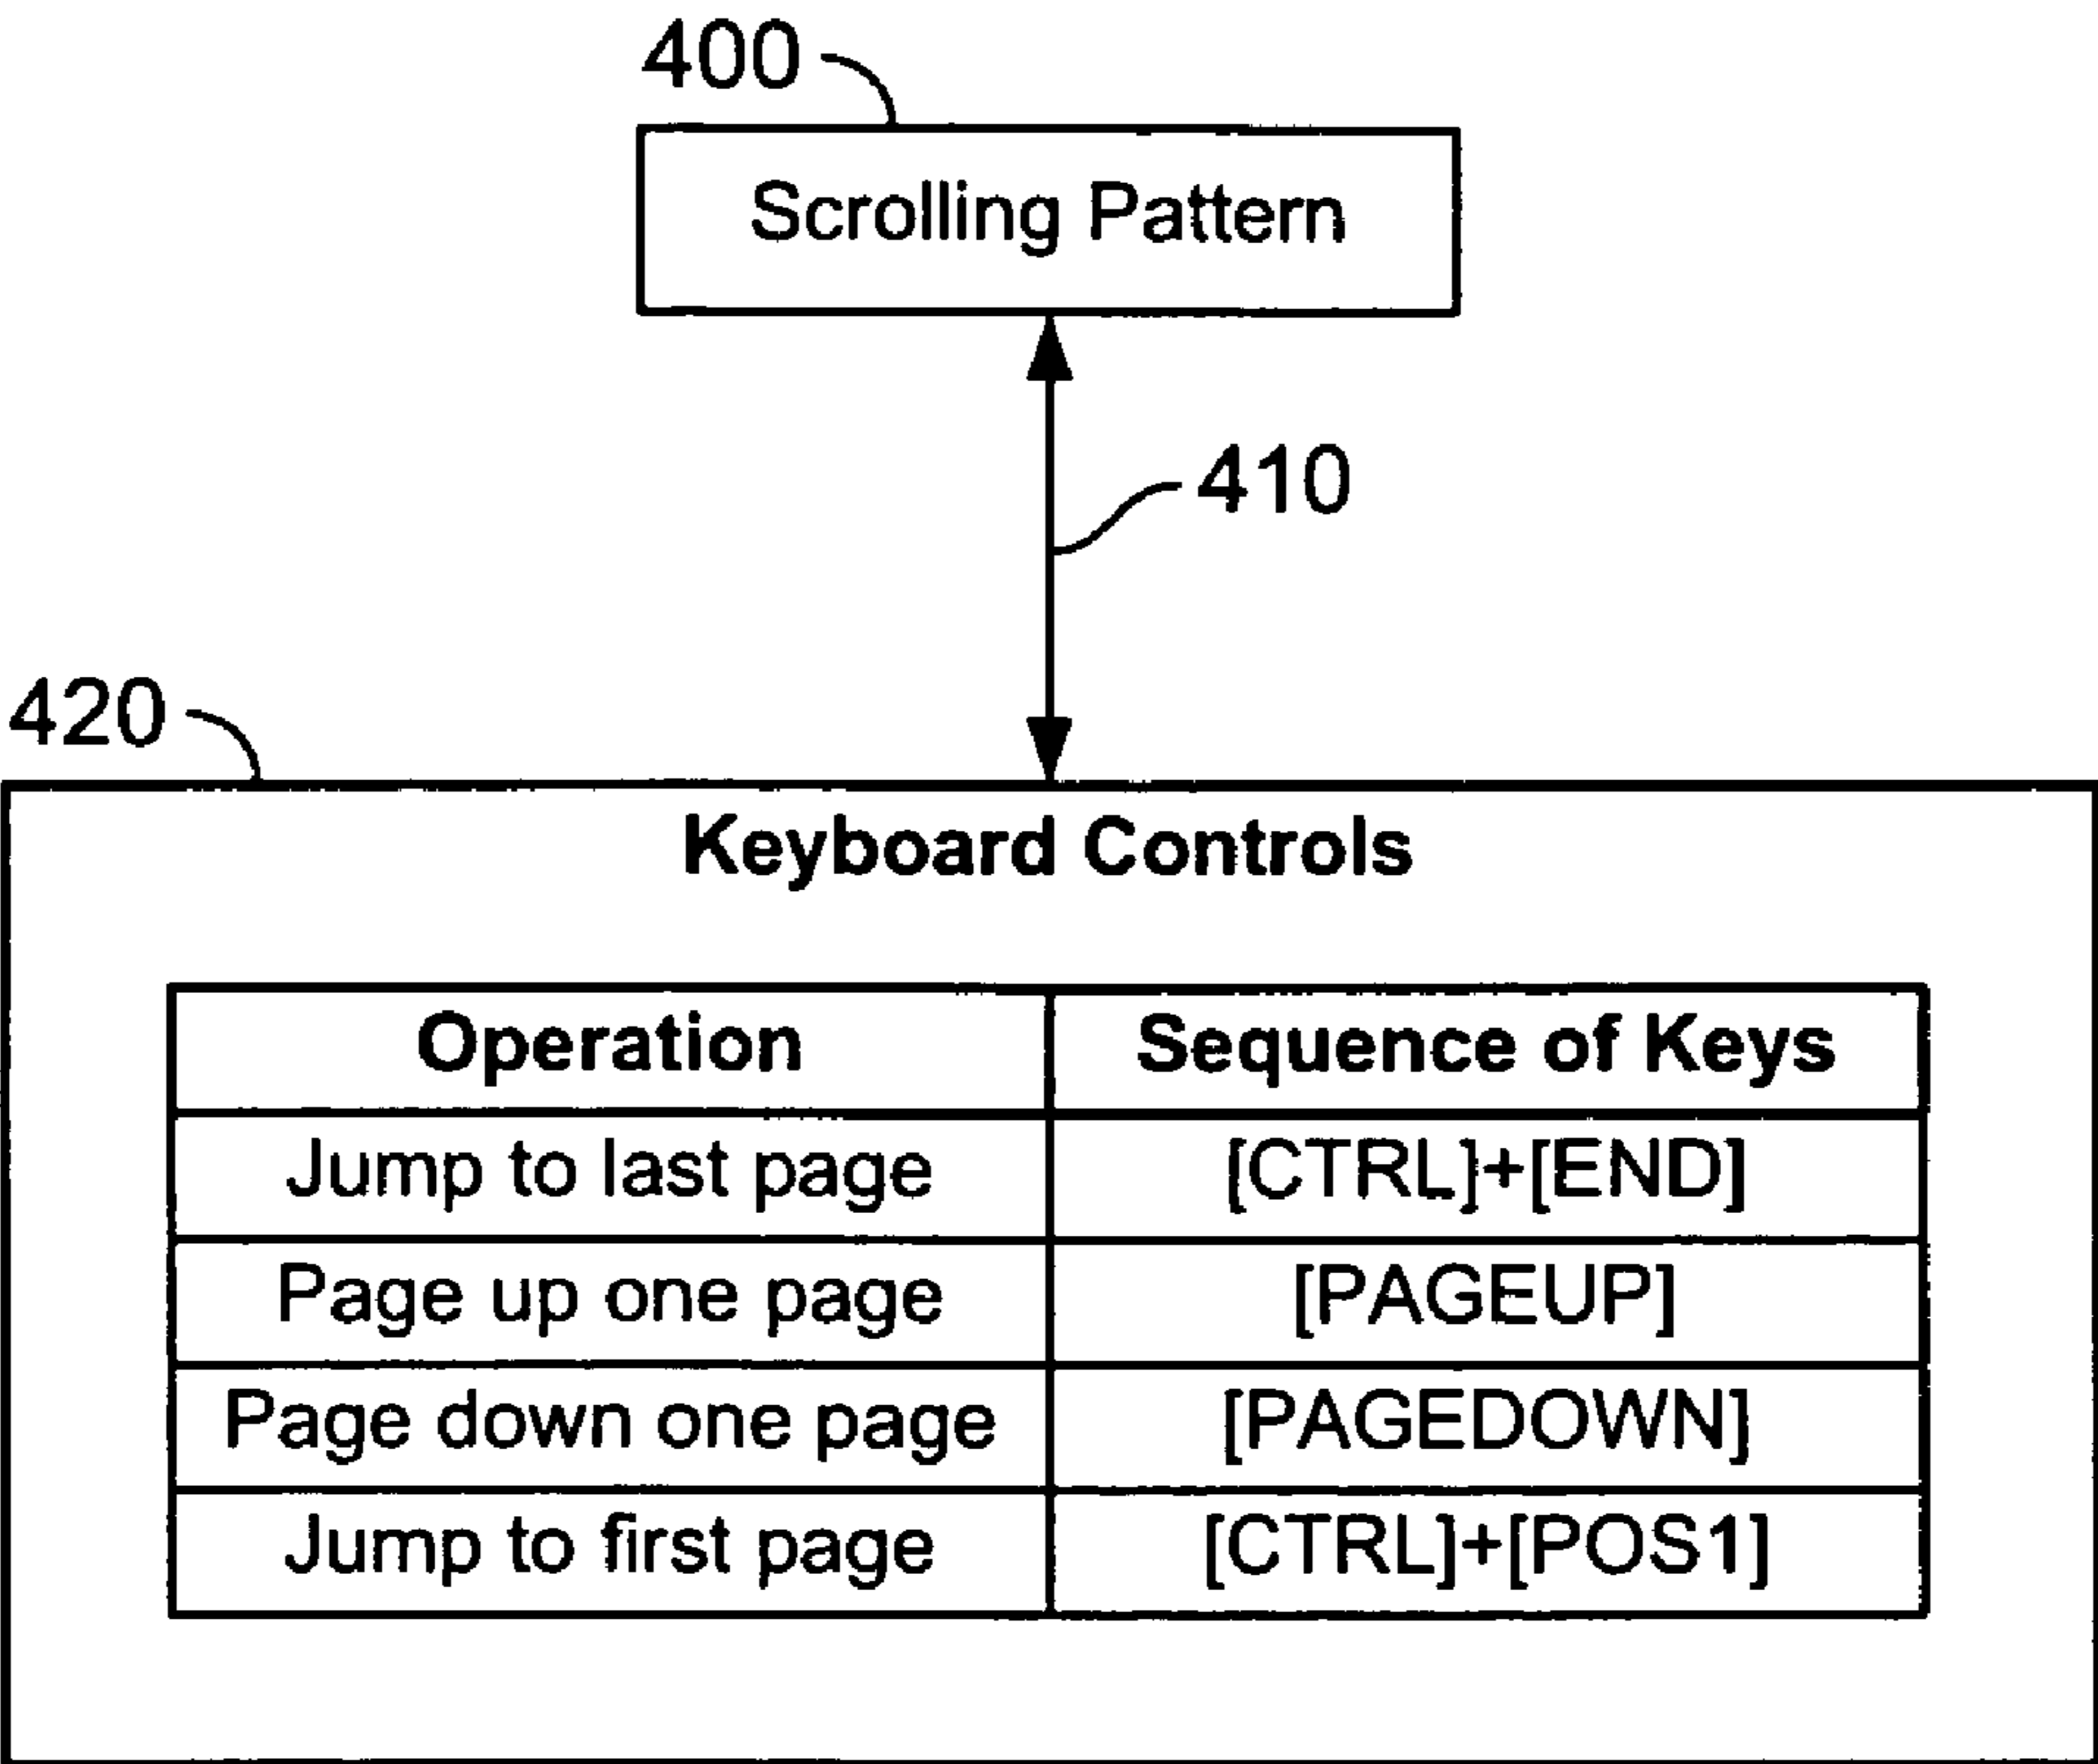 400
Scrolling Pattern
410
420
Keyboard Controls
Operation Sequence of Keys
Jump to last page [CTRL]+[END]
Page up one page [PAGEUP]
Page down one page [PAGEDOWN]
Jump to first page [CTRL]+[POS1]